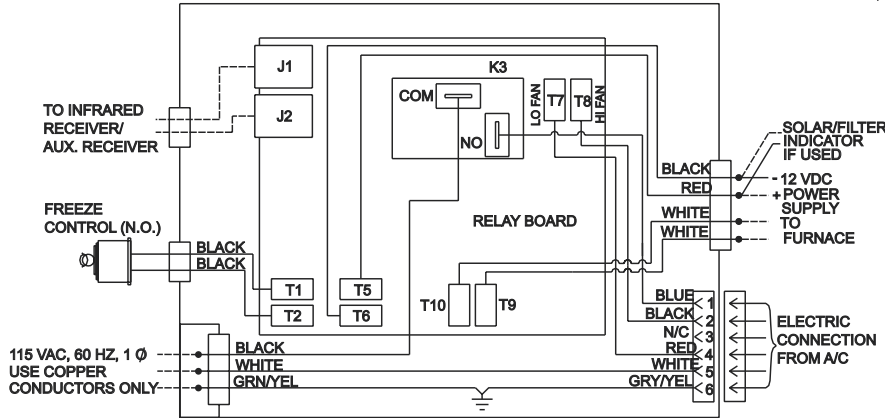 J1
J2
TO INFRARED
RECEIVER/
AUX. RECEIVER
K3
COM
NO
LO FAN
T7
T8
HI FAN
SOLAR/FILTER
INDICATOR
IF USED
BLACK
RED
- 12 VDC
+ POWER
SUPPLY
TO
FURNACE
WHITE
WHITE
FREEZE
CONTROL (N.O.)
BLACK
BLACK
RELAY BOARD
T1
T2
T5
T6
T10
T9
BLUE
1
BLACK
2
N/C
3
RED
4
WHITE
5
GRY/YEL
6
ELECTRIC
CONNECTION
FROM A/C
115 VAC, 60 HZ, 1 Ø
USE COPPER
CONDUCTORS ONLY
BLACK
WHITE
GRN/YEL